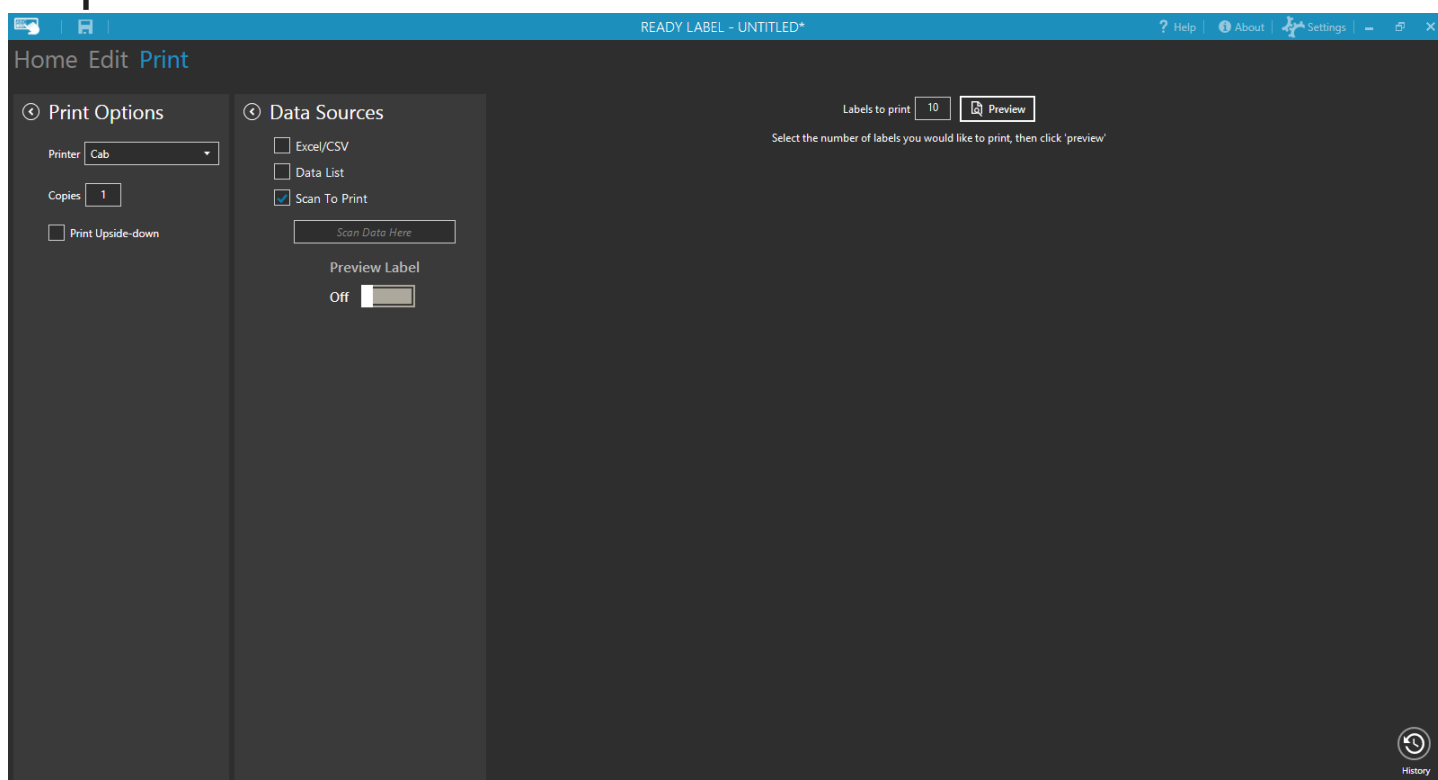 READY LABEL - UNTITLED*
? Help
About
Settings
Home Edit Print
Print Options
Printer Cab
Copies 1
Print Upside-down
Data Sources
Excel/CSV
Data List
Scan To Print
Scan Data Here
Preview Label
Off
Labels to print 10 Preview
Select the number of labels you would like to print, then click 'preview'
History